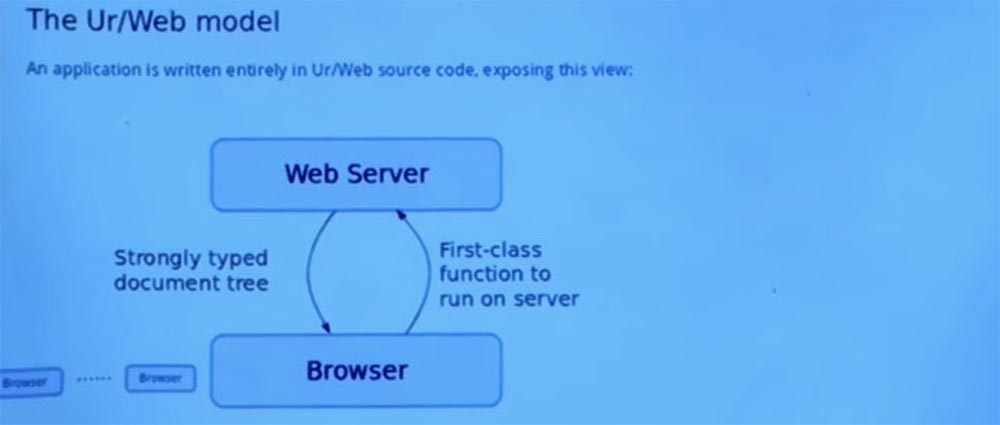 The Ur/Web model
An application is written entirely in Ur/Web source code, exposing this view:
Web Server
Strongly typed
document tree
First-class
function to
run on server
Browser
Browser
Browser